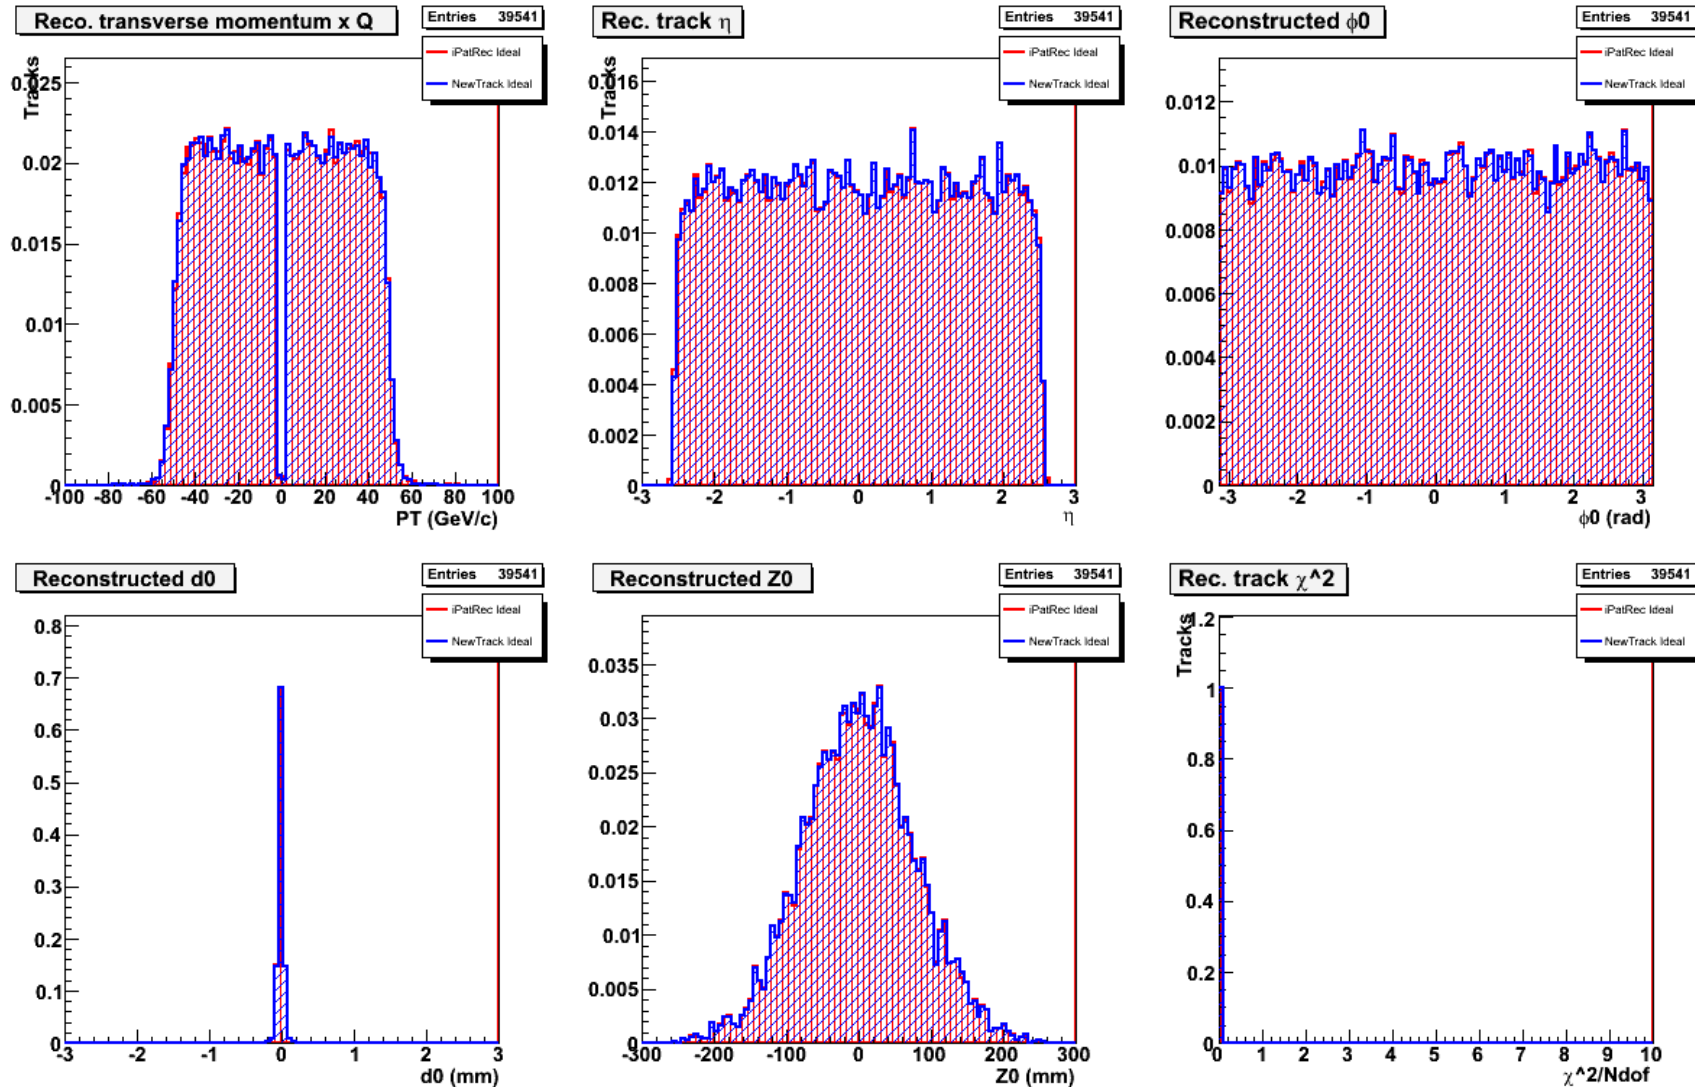 Reco. transverse momentum x Q
Entries 39541
iPatRec Ideal
NewTrack Ideal
Tracks
0.025
0.02
0.015
0.01
0.005
0
-100 -80 -60 -40 -20 0 20 40 60 80 100
PT (GeV/c)
Rec. track η
Entries 39541
iPatRec Ideal
NewTrack Ideal
Tracks
0.016
0.014
0.012
0.01
0.008
0.006
0.004
0.002
0
-3 -2 -1 0 1 2 3
η
Reconstructed ϕ0
Entries 39541
iPatRec Ideal
NewTrack Ideal
0.012
0.01
0.008
0.006
0.004
0.002
0
-3 -2 -1 0 1 2 3
ϕ0 (rad)
Reconstructed d0
Entries 39541
iPatRec Ideal
NewTrack Ideal
0.8
0.7
0.6
0.5
0.4
0.3
0.2
0.1
0
-3 -2 -1 0 1 2 3
d0 (mm)
Reconstructed Z0
Entries 39541
iPatRec Ideal
NewTrack Ideal
0.035
0.03
0.025
0.02
0.015
0.01
0.005
0
-300 -200 -100 0 100 200 300
Z0 (mm)
Rec. track χ^2
Entries 39541
iPatRec Ideal
NewTrack Ideal
Tracks
1.2
1
0.8
0.6
0.4
0.2
0
0 1 2 3 4 5 6 7 8 9 10
χ^2/Ndof